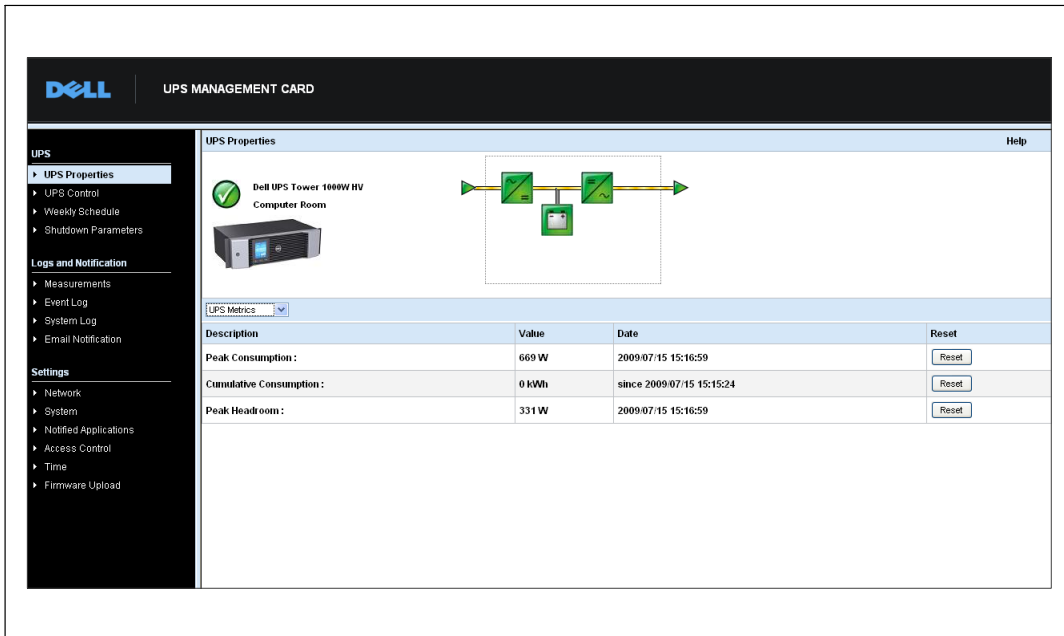 DELL
UPS MANAGEMENT CARD
UPS
UPS Properties
UPS Control
Weekly Schedule
Shutdown Parameters
Logs and Notification
Measurements
Event Log
System Log
Email Notification
Settings
Network
System
Notified Applications
Access Control
Time
Firmware Upload
UPS Properties Help
Dell UPS Tower 1000W HV
Computer Room
UPS Metrics
Description Value Date Reset
Peak Consumption : 669 W 2009/07/15 15:16:59 Reset
Cumulative Consumption : 0 kWh since 2009/07/15 15:15:24 Reset
Peak Headroom : 331 W 2009/07/15 15:16:59 Reset